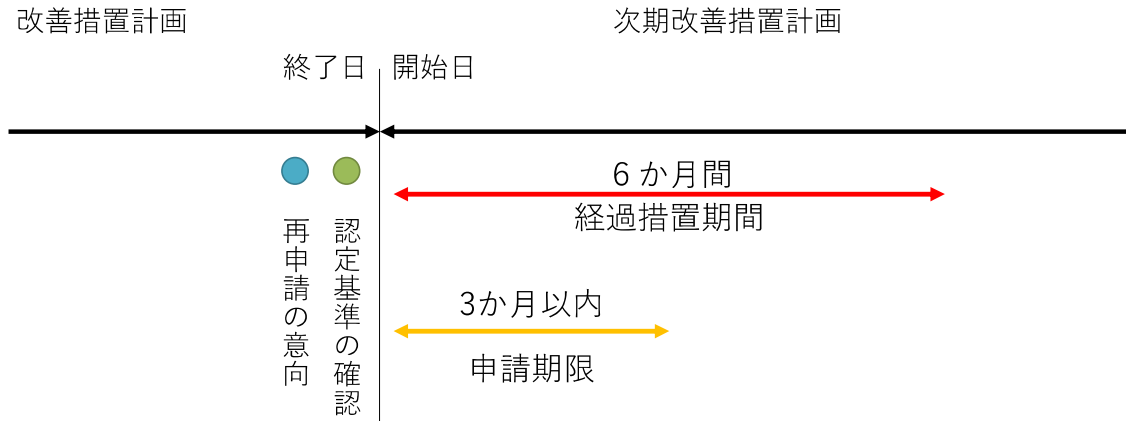 改善措置計画
次期改善措置計画
終了日
開始日
6か月間
経過措置期間
再申請の意向
認定基準の確認
3か月以内
申請期限